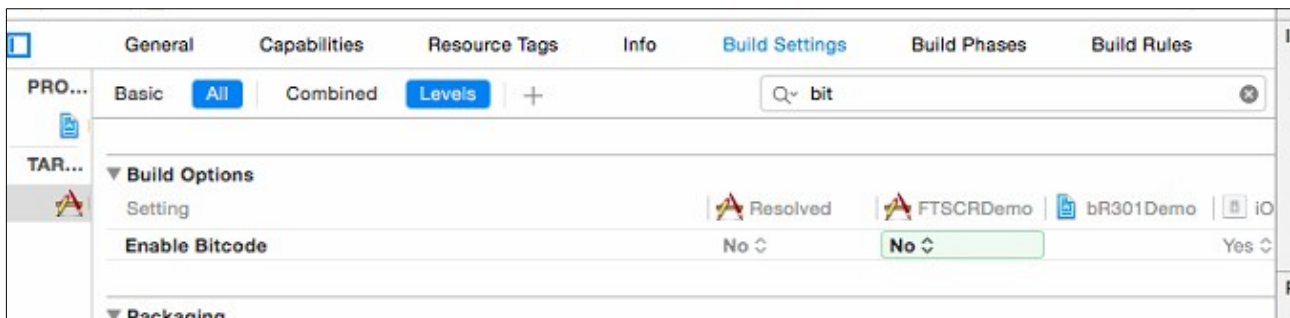 General Capabilities Resource Tags Info Build Settings Build Phases Build Rules
PRO... Basic All Combined Levels + bit
TAR... Build Options
Setting Resolved FTSCRDemo bR301Demo iO
Enable Bitcode No No Yes
Packaging